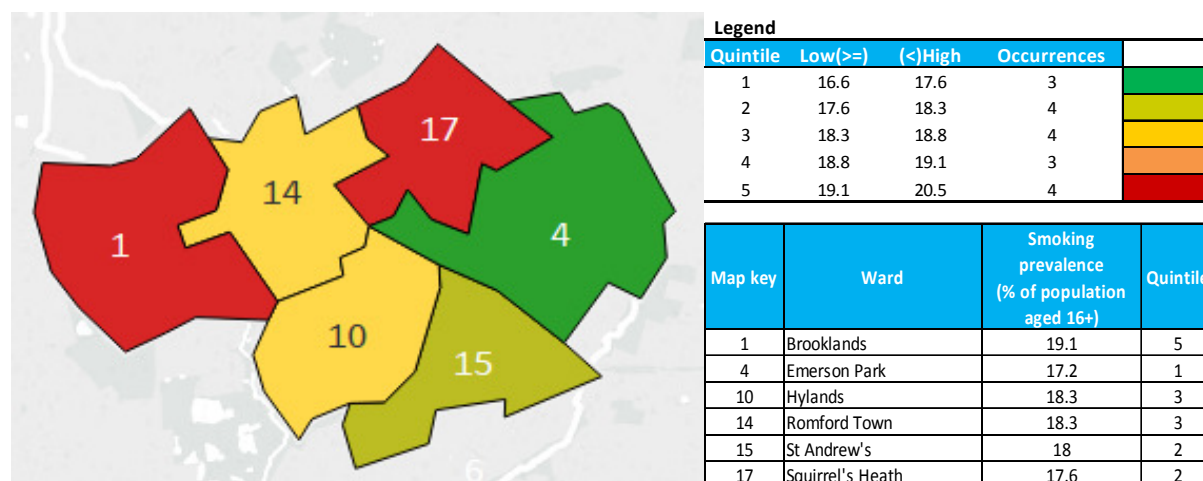 17
14
4
1
10
15
6
Legend
Quintile Low(>=) (<)High Occurrences
1 16.6 17.6 3
2 17.6 18.3 4
3 18.3 18.8 4
4 18.8 19.1 3
5 19.1 20.5 4
Map key Ward Smoking prevalence (% of population aged 16+) Quintile
1 Brooklands 19.1 5
4 Emerson Park 17.2 1
10 Hylands 18.3 3
14 Romford Town 18.3 3
15 St Andrew's 18 2
17 Squirrel's Heath 17.6 2